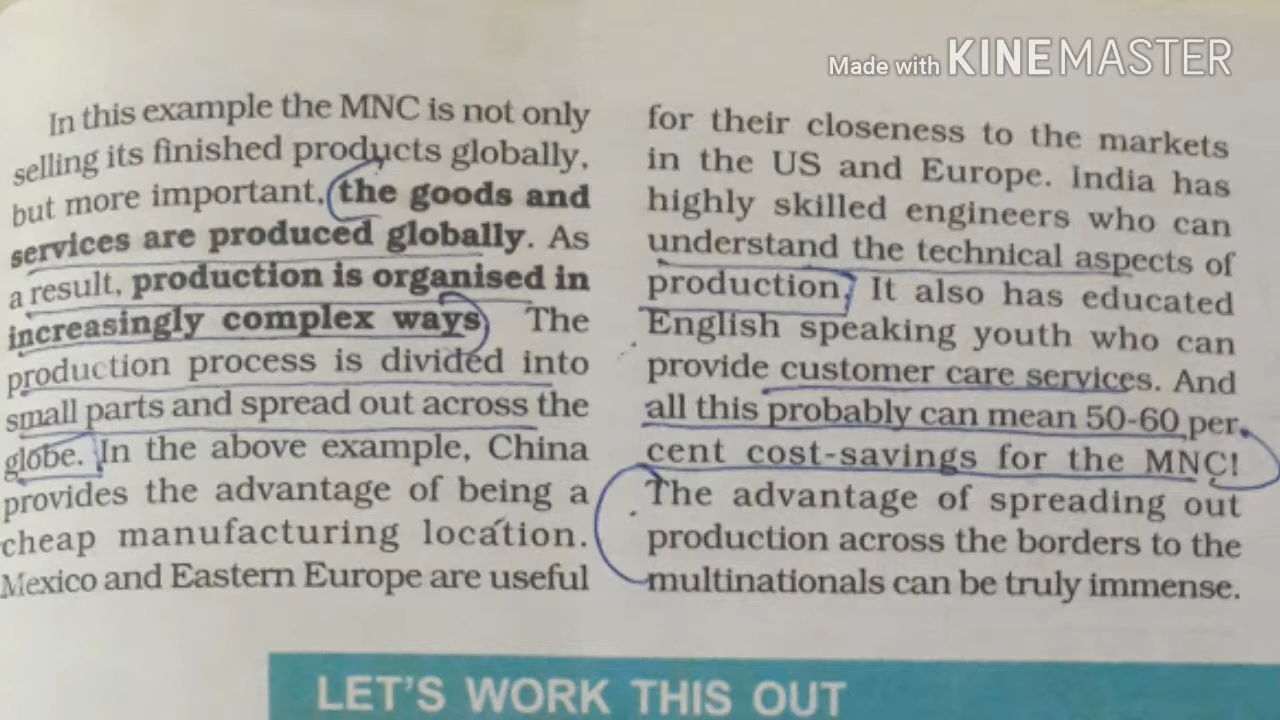 Made with KINEMASTER
In this example the MNC is not only
selling its finished products globally,
but more important, the goods and
services are produced globally. As
a result, production is organised in
increasingly complex ways The
production process is divided into
small parts and spread out across the
globe. In the above example, China
provides the advantage of being a
cheap manufacturing location.
Mexico and Eastern Europe are useful
for their closeness to the markets
in the US and Europe. India has
highly skilled engineers who can
understand the technical aspects of
production. It also has educated
English speaking youth who can
provide customer care services. And
all this probably can mean 50-60 per
cent cost-savings for the MNC!
The advantage of spreading out
production across the borders to the
multinationals can be truly immense.
LET'S WORK THIS OUT